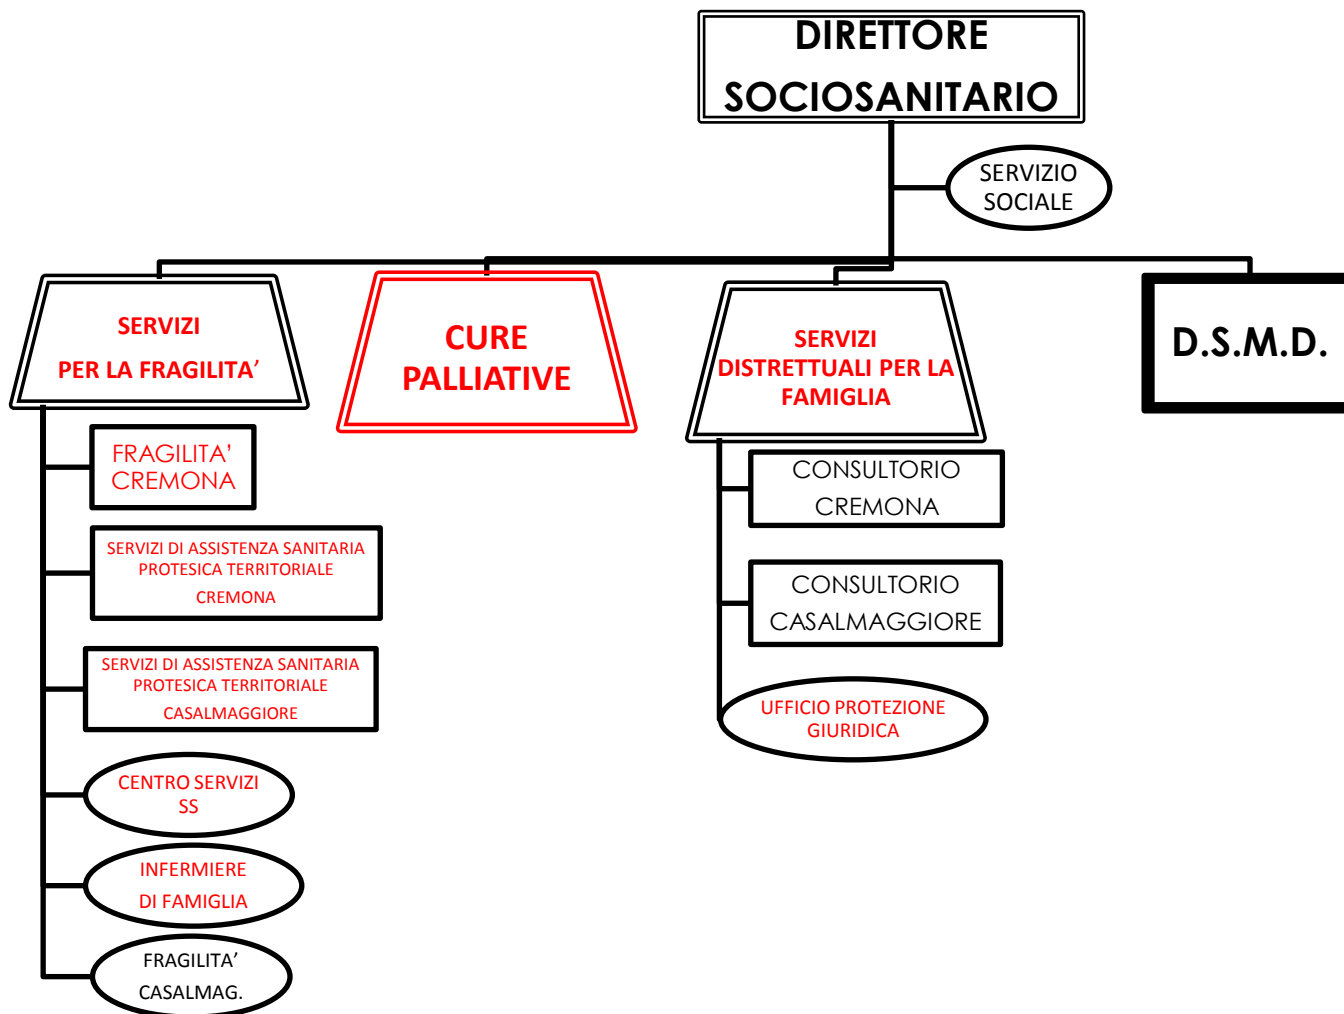 DIRETTORE
SOCIOSANITARIO
SERVIZIO
SOCIALE
SERVIZI
PER LA FRAGILITA’
CURE
PALLIATIVE
SERVIZI
DISTRETTUALI PER LA
FAMIGLIA
D.S.M.D.
FRAGILITA’
CREMONA
SERVIZI DI ASSISTENZA SANITARIA
PROTESICA TERRITORIALE
CREMONA
SERVIZI DI ASSISTENZA SANITARIA
PROTESICA TERRITORIALE
CASALMAGGIORE
CENTRO SERVIZI
SS
INFERMIERE
DI FAMIGLIA
FRAGILITA’
CASALMAG.
CONSULTORIO
CREMONA
CONSULTORIO
CASALMAGGIORE
UFFICIO PROTEZIONE
GIURIDICA